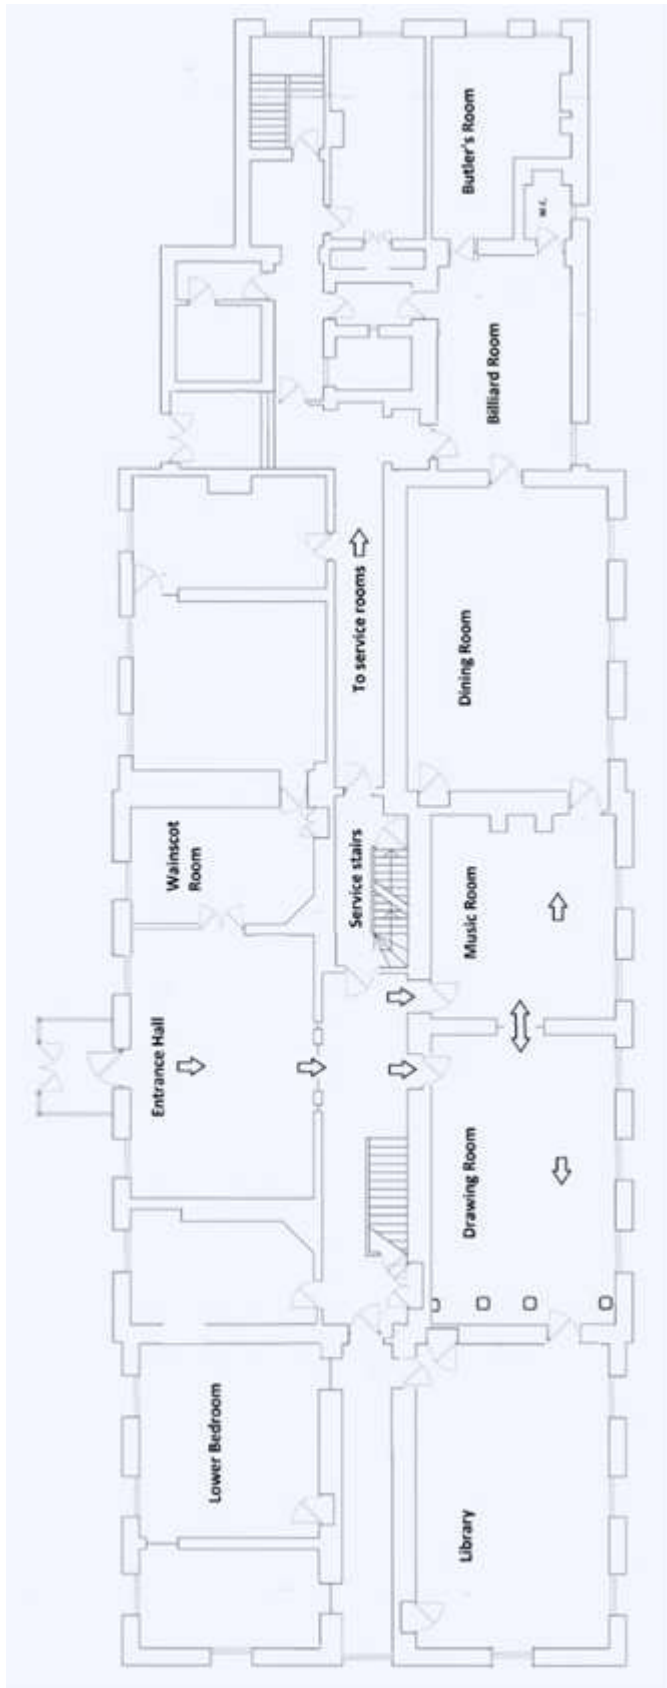 Butler's Room
w.c.
Billiard Room
To service rooms
Dining Room
Wainscot
Room
Service stairs
Music Room
Entrance Hall
Drawing Room
Lower Bedroom
Library